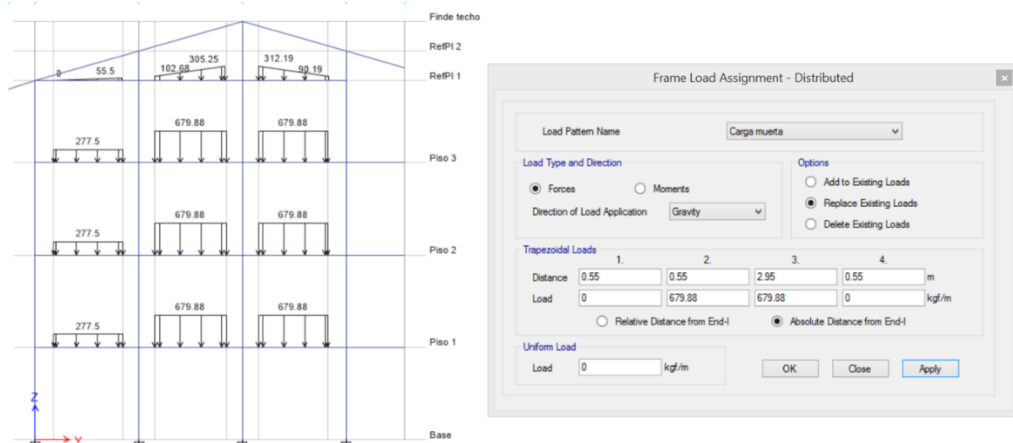 Finde techo
RefPl 2
305.25
312.19
0
55.5
102.68
90.19
RefPl 1
679.88
679.88
277.5
Piso 3
679.88
679.88
277.5
Piso 2
679.88
679.88
277.5
Piso 1
Z
Y
Base
Frame Load Assignment - Distributed
x
Load Pattern Name
Carga muerta
Load Type and Direction
Forces
Moments
Direction of Load Application
Gravity
Options
Add to Existing Loads
Replace Existing Loads
Delete Existing Loads
Trapezoidal Loads
1. 2. 3. 4.
Distance 0.55 0.55 2.95 0.55 m
Load 0 679.88 679.88 0 kgf/m
Relative Distance from End-I
Absolute Distance from End-I
Uniform Load
Load 0 kgf/m
OK Close Apply